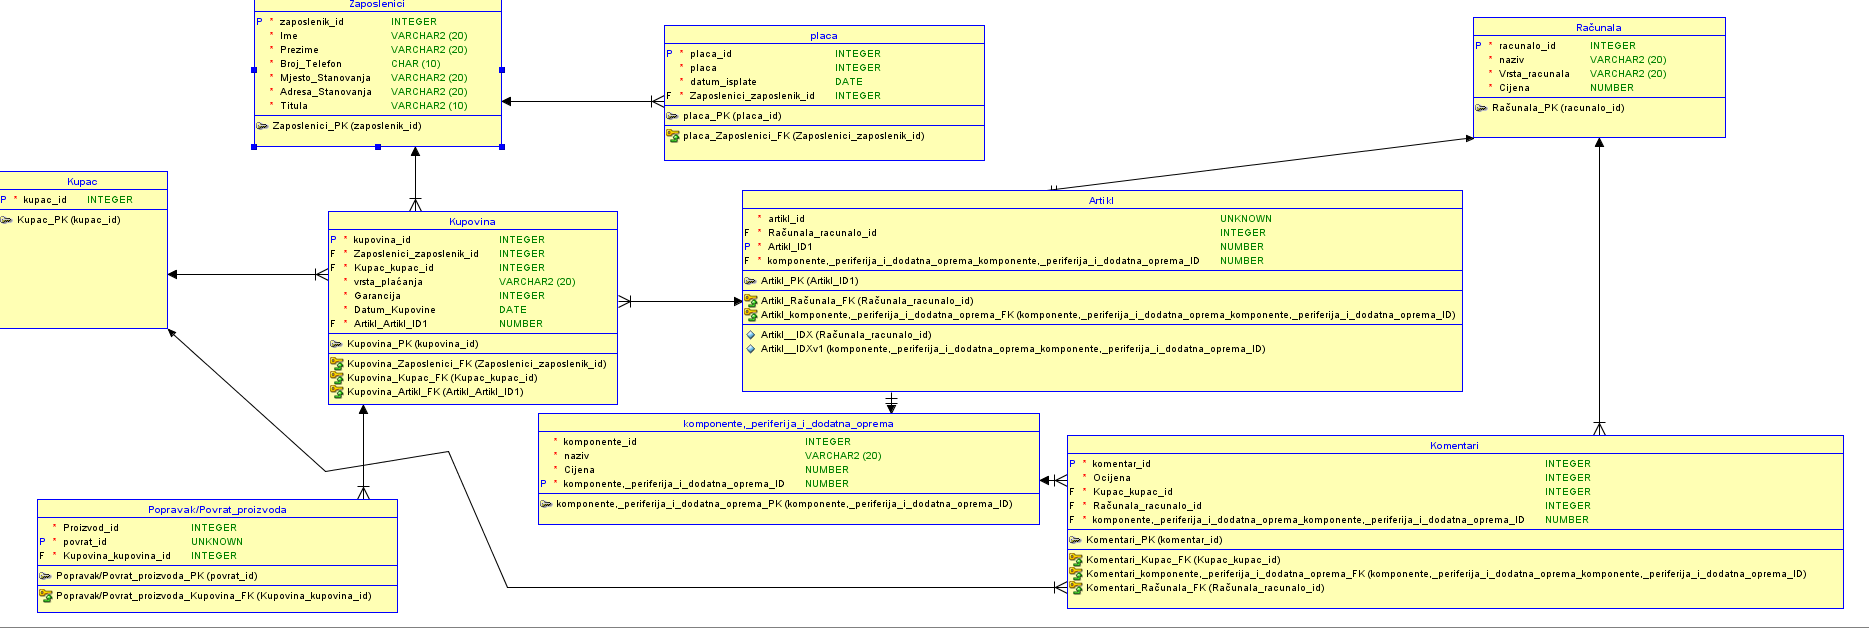 Zaposlenici
P * zaposlenik_id INTEGER
* Ime VARCHAR2 (20)
* Prezime VARCHAR2 (20)
* Broj_Telefon CHAR (10)
* Mjesto_Stanovanja VARCHAR2 (20)
* Adresa_Stanovanja VARCHAR2 (20)
* Titula VARCHAR2 (10)
Zaposlenici_PK (zaposlenik_id)
placa
P * placa_id INTEGER
* placa INTEGER
* datum_isplate DATE
F * Zaposlenici_zaposlenik_id INTEGER
placa_PK (placa_id)
placa_Zaposlenici_FK (Zaposlenici_zaposlenik_id)
Računala
P * racunalo_id INTEGER
* naziv VARCHAR2 (20)
* Vrsta_racunala VARCHAR2 (20)
* Cijena NUMBER
Računala_PK (racunalo_id)
Kupac
P * kupac_id INTEGER
Kupac_PK (kupac_id)
Kupovina
P * kupovina_id INTEGER
F * Zaposlenici_zaposlenik_id INTEGER
F * Kupac_kupac_id INTEGER
* vrsta_plaćanja VARCHAR2 (20)
* Garancija INTEGER
* Datum_Kupovine DATE
F * Artikl_Artikl_ID1 NUMBER
Kupovina_PK (kupovina_id)
Kupovina_Zaposlenici_FK (Zaposlenici_zaposlenik_id)
Kupovina_Kupac_FK (Kupac_kupac_id)
Kupovina_Artikl_FK (Artikl_Artikl_ID1)
Artikl
* artikl_id UNKNOWN
F * Računala_racunalo_id INTEGER
P * Artikl_ID1 NUMBER
F * komponente,_periferija_i_dodatna_oprema_komponente,_periferija_i_dodatna_oprema_ID NUMBER
Artikl_PK (Artikl_ID1)
Artikl_Računala_FK (Računala_racunalo_id)
Artikl_komponente,_periferija_i_dodatna_oprema_FK (komponente,_periferija_i_dodatna_oprema_komponente,_periferija_i_dodatna_oprema_ID)
Artikl__IDX (Računala_racunalo_id)
Artikl__IDXv1 (komponente,_periferija_i_dodatna_oprema_komponente,_periferija_i_dodatna_oprema_ID)
komponente,_periferija_i_dodatna_oprema
* komponente_id INTEGER
* naziv VARCHAR2 (20)
* Cijena NUMBER
P * komponente,_periferija_i_dodatna_oprema_ID NUMBER
komponente,_periferija_i_dodatna_oprema_PK (komponente,_periferija_i_dodatna_oprema_ID)
Komentari
P * komentar_id INTEGER
* Ocijena INTEGER
F * Kupac_kupac_id INTEGER
F * Računala_racunalo_id INTEGER
F * komponente,_periferija_i_dodatna_oprema_komponente,_periferija_i_dodatna_oprema_ID NUMBER
Komentari_PK (komentar_id)
Komentari_Kupac_FK (Kupac_kupac_id)
Komentari_komponente,_periferija_i_dodatna_oprema_FK (komponente,_periferija_i_dodatna_oprema_komponente,_periferija_i_dodatna_oprema_ID)
Komentari_Računala_FK (Računala_racunalo_id)
Popravak/Povrat_proizvoda
* Proizvod_id INTEGER
P * povrat_id UNKNOWN
F * Kupovina_kupovina_id INTEGER
Popravak/Povrat_proizvoda_PK (povrat_id)
Popravak/Povrat_proizvoda_Kupovina_FK (Kupovina_kupovina_id)